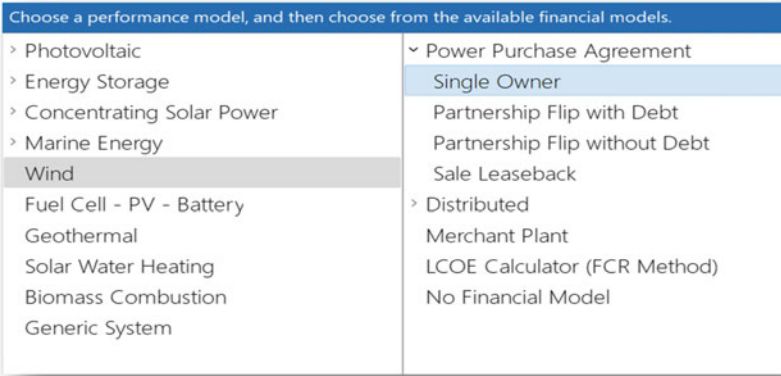 Choose a performance model, and then choose from the available financial models.
Photovoltaic
Energy Storage
Concentrating Solar Power
Marine Energy
Wind
Fuel Cell - PV - Battery
Geothermal
Solar Water Heating
Biomass Combustion
Generic System
Power Purchase Agreement
Single Owner
Partnership Flip with Debt
Partnership Flip without Debt
Sale Leaseback
Distributed
Merchant Plant
LCOE Calculator (FCR Method)
No Financial Model